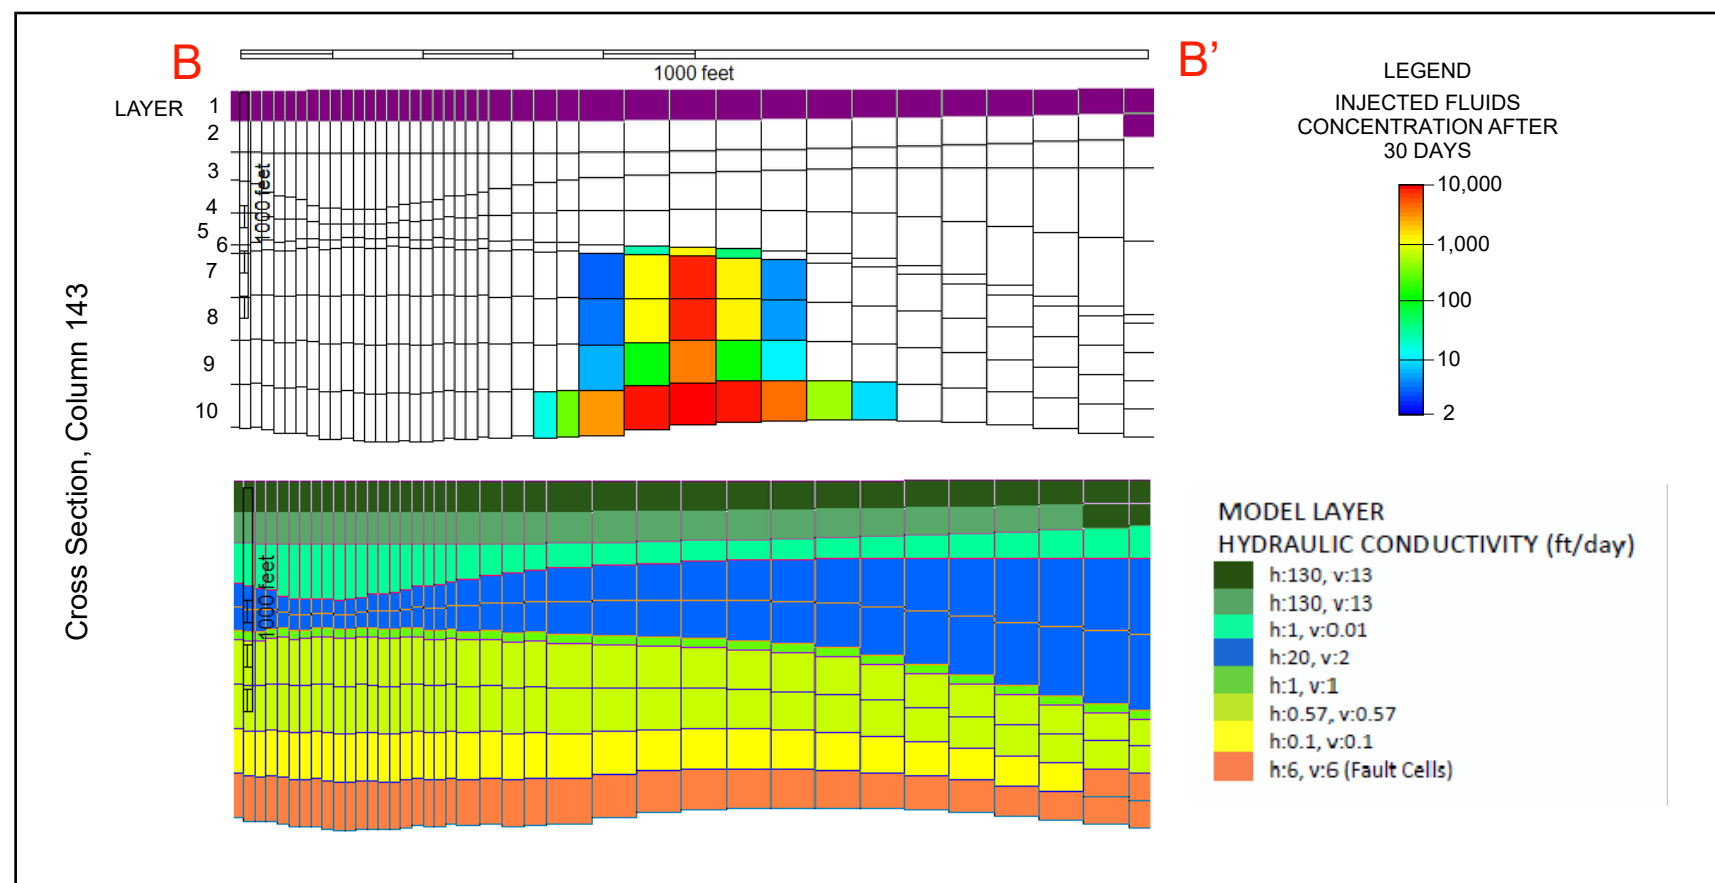 B
B'
1000 feet
LAYER
1
2
3
4
5
6
7
8
9
10
1000 feet
Cross Section, Column 143
LEGEND
INJECTED FLUIDS
CONCENTRATION AFTER
30 DAYS
10,000
1,000
100
10
2
1000 feet
MODEL LAYER
HYDRAULIC CONDUCTIVITY (ft/day)
h:130, v:13
h:130, v:13
h:1, v:0.01
h:20, v:2
h:1, v:1
h:0.57, v:0.57
h:0.1, v:0.1
h:6, v:6 (Fault Cells)